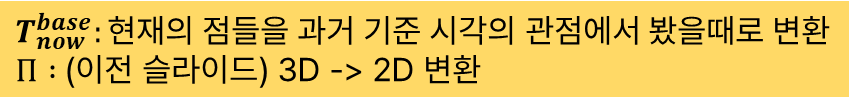 T^{base}_{now} : 현재의 점들을 과거 기준 시각의 관점에서 봤을때로 변환
Π : (이전 슬라이드) 3D -> 2D 변환